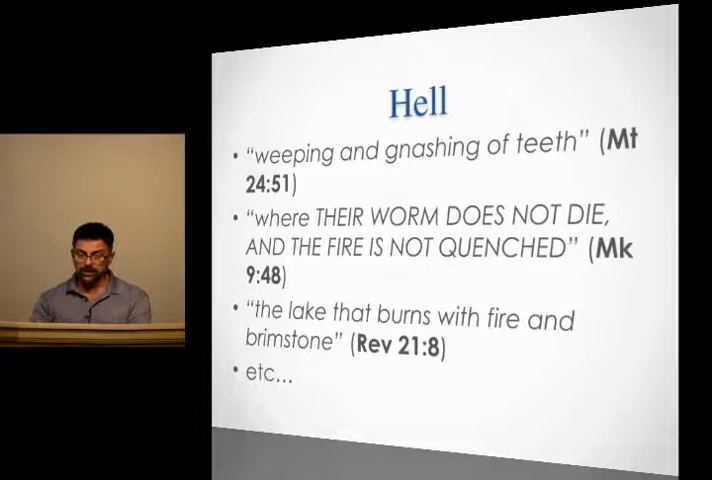 Hell
• “weeping and gnashing of teeth” (Mt
24:51)
• “where THEIR WORM DOES NOT DIE,
AND THE FIRE IS NOT QUENCHED” (Mk
9:48)
• “the lake that burns with fire and
brimstone” (Rev 21:8)
• etc...